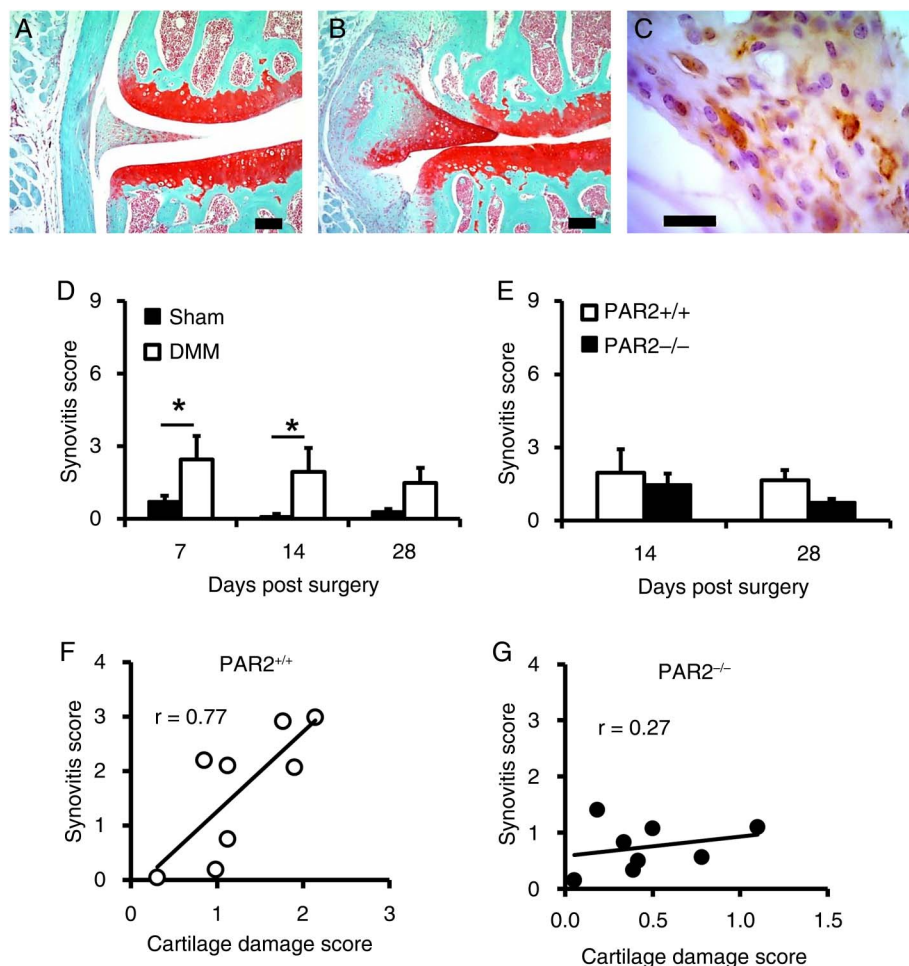 A
B
C
D
9
6
3
0
Synovitis score
Sham
DMM
*
*
7
14
28
Days post surgery
E
9
6
3
0
Synovitis score
PAR2+/+
PAR2–/–
14
28
Days post surgery
F
PAR2+/+
4
3
2
1
0
Synovitis score
r = 0.77
0
1
2
3
Cartilage damage score
G
PAR2–/–
4
3
2
1
0
Synovitis score
r = 0.27
0.0
0.5
1.0
1.5
Cartilage damage score